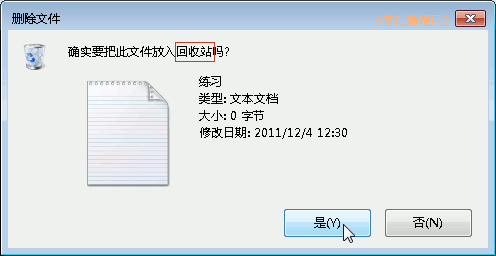 删除文件
确实要把此文件放入回收站吗?
练习
类型: 文本文档
大小: 0 字节
修改日期: 2011/12/4 12:30
是(Y)
否(N)